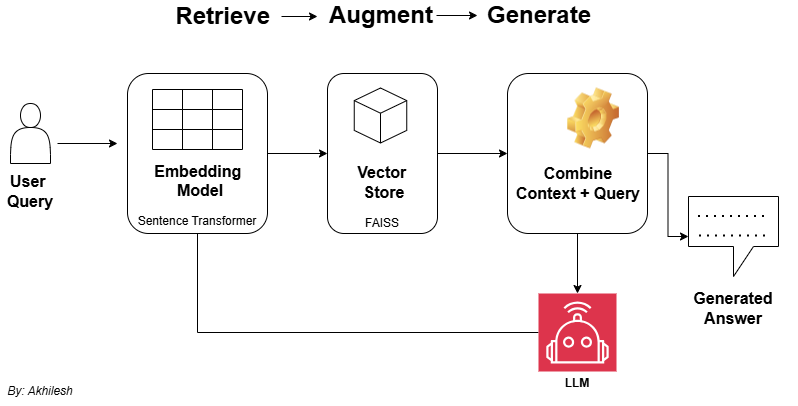 Retrieve Augment Generate
User
Query
Embedding
Model
Sentence Transformer
Vector
Store
FAISS
Combine
Context + Query
Generated
Answer
LLM
By: Akhilesh